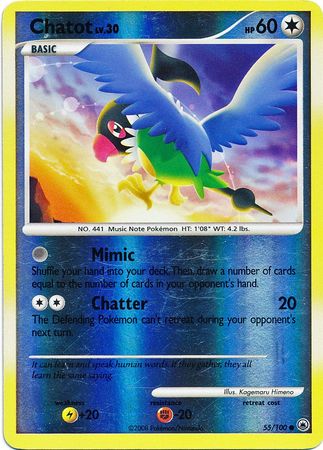 Chatot LV.30 HP 60
BASIC
NO. 441 Music Note Pokémon HT: 1'08" WT: 4.2 lbs.
Mimic
Shuffle your hand into your deck. Then, draw a number of cards
equal to the number of cards in your opponent's hand.
Chatter 20
The Defending Pokémon can't retreat during your opponent's
next turn.
It can learn and speak human words. If they gather, they all
learn the same saying.
Illus. Kagemaru Himeno
weakness resistance retreat cost
+20 -20
©2008 Pokémon/Nintendo 55/100